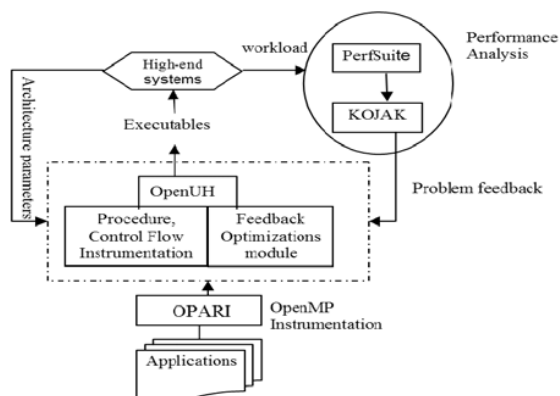 High-end
systems
workload
PerfSuite
KOJAK
Performance
Analysis
Architecture parameters
Executables
Problem feedback
OpenUH
Procedure,
Control Flow
Instrumentation
Feedback
Optimizations
module
OPARI
OpenMP
Instrumentation
Applications